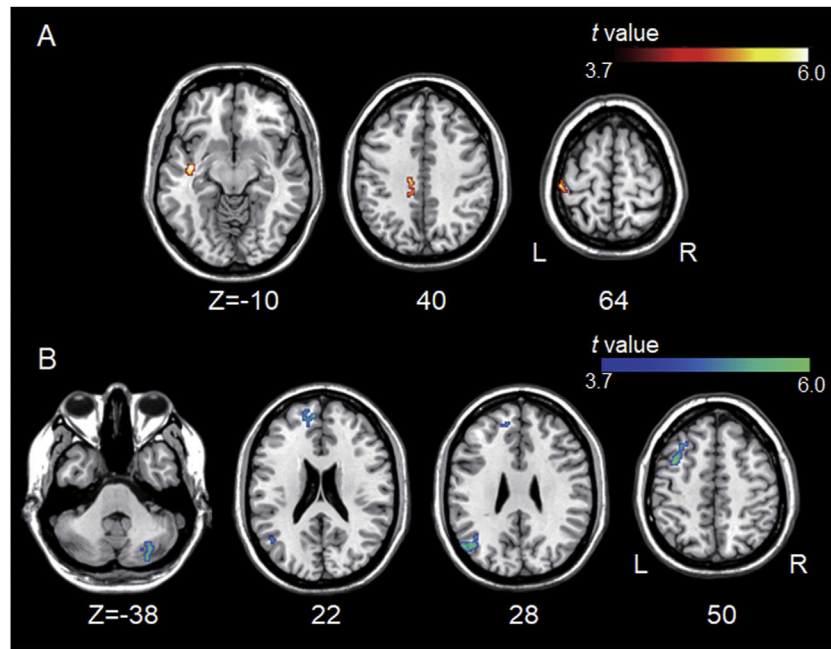 A
t value
3.7 6.0
L R
Z=-10 40 64
B
t value
3.7 6.0
L R
Z=-38 22 28 50